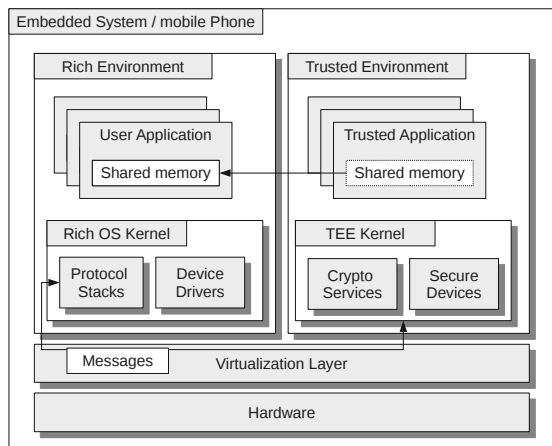 Embedded System / mobile Phone
Rich Environment
Trusted Environment
User Application
Shared memory
Trusted Application
Shared memory
Rich OS Kernel
Protocol
Stacks
Device
Drivers
TEE Kernel
Crypto
Services
Secure
Devices
Messages
Virtualization Layer
Hardware